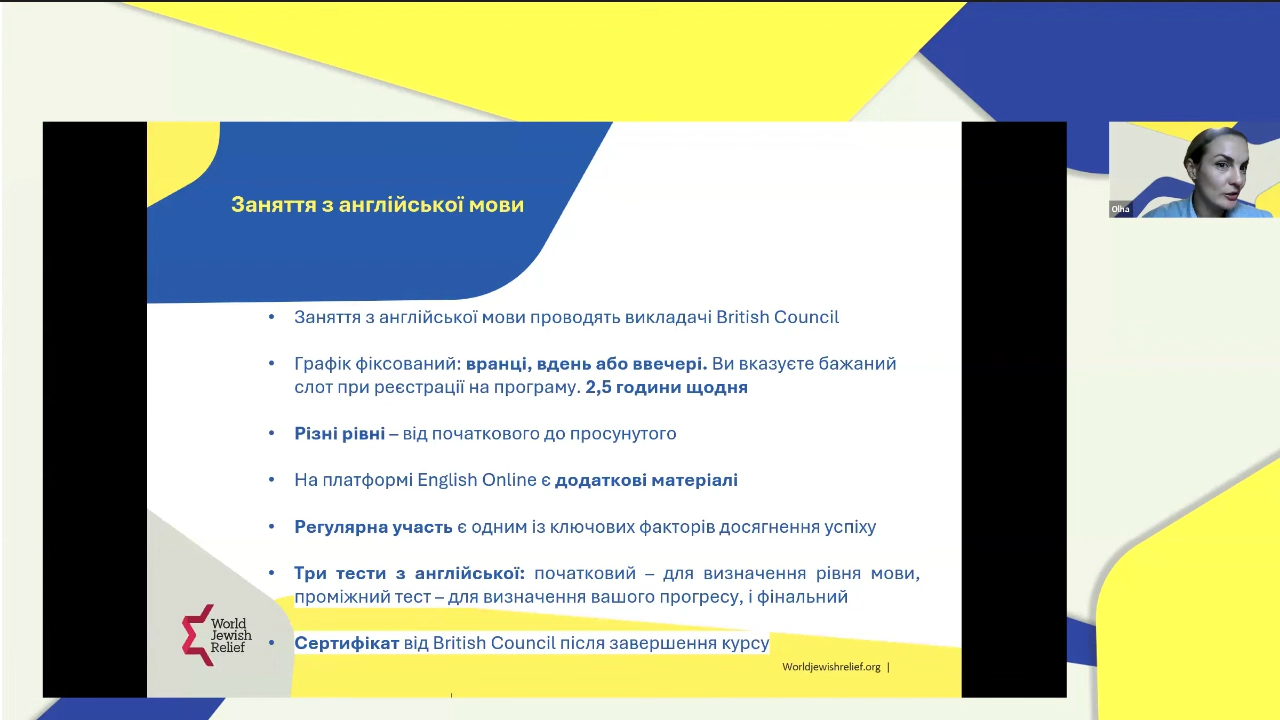 Заняття з англійської мови
Olha
• Заняття з англійської мови проводять викладачі British Council
• Графік фіксований: вранці, вдень або ввечері. Ви вказуєте бажаний
слот при реєстрації на програму. 2,5 години щодня
• Різні рівні – від початкового до просунутого
• На платформі English Online є додаткові матеріалі
• Регулярна участь є одним із ключових факторів досягнення успіху
• Три тести з англійської: початковий – для визначення рівня мови,
проміжний тест – для визначення вашого прогресу, і фінальний
• Сертифікат від British Council після завершення курсу
World
Jewish
Relief
Worldjewishrelief.org |